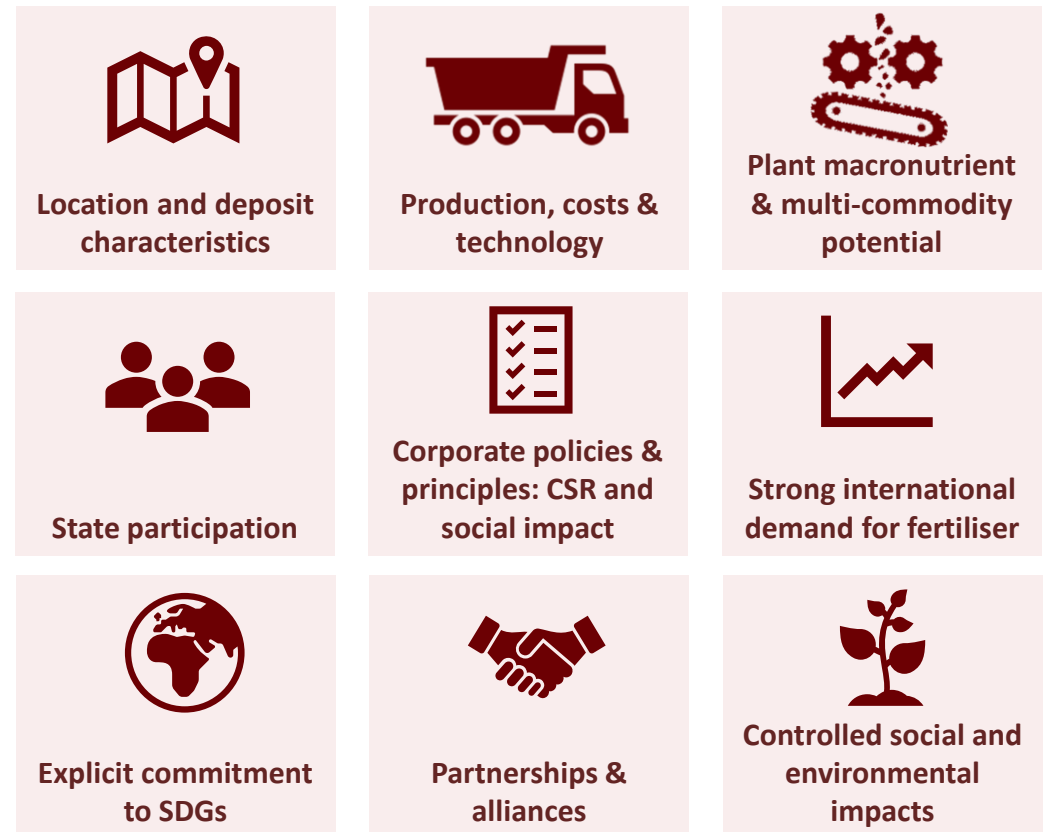 Location and deposit
characteristics
Production, costs &
technology
Plant macronutrient
& multi-commodity
potential
State participation
Corporate policies &
principles: CSR and
social impact
Strong international
demand for fertiliser
Explicit commitment
to SDGs
Partnerships &
alliances
Controlled social and
environmental
impacts